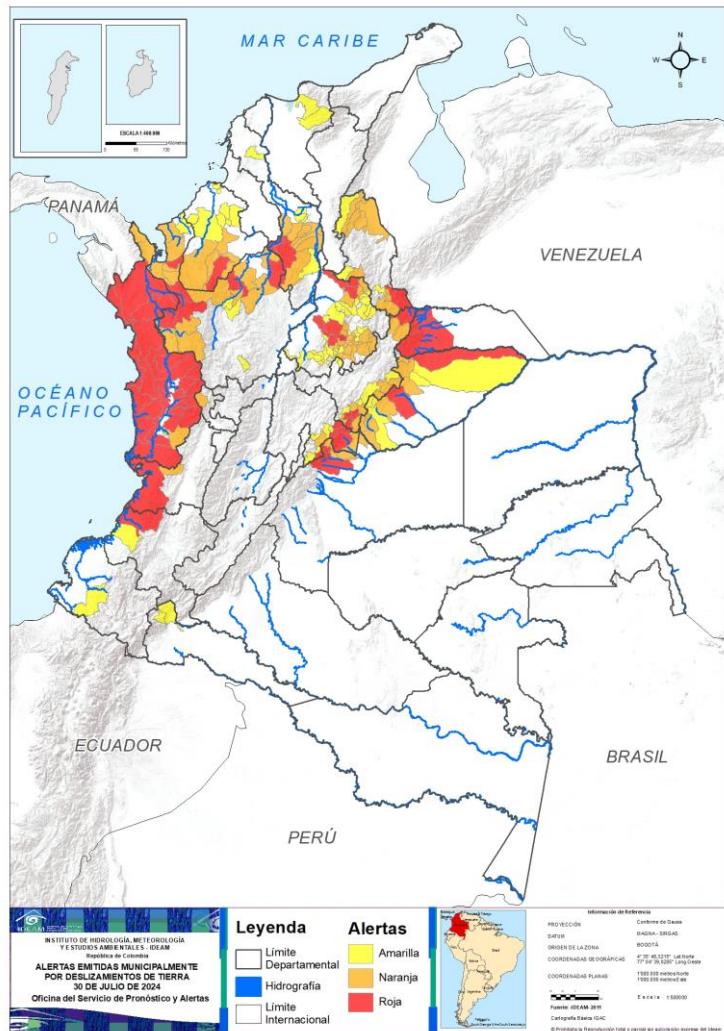 MAR CARIBE
N
W
E
S
ESCALA 1:400.000
PANAMÁ
VENEZUELA
OCÉANO
PACÍFICO
ECUADOR
BRASIL
PERÚ
IDEAM
INSTITUTO DE HIDROLOGÍA, METEOROLOGÍA
Y ESTUDIOS AMBIENTALES - IDEAM
República de Colombia
ALERTAS EMITIDAS MUNICIPALMENTE
POR DESLIZAMIENTOS DE TIERRA
30 DE JULIO DE 2024
Oficina del Servicio de Pronóstico y Alertas
Leyenda
Límite
Departamental
Hidrografía
Límite
Internacional
Alertas
Amarilla
Naranja
Roja
Información de Referencia
PROYECCIÓN
Conforme de Gauss
DATUM
MAGNA - SIRGAS
ORIGEN DE LA ZONA
BOGOTÁ
COORDENADAS GEOGRÁFICAS
COORDENADAS PLANAS
Fuente: IDEAM-2011
Cartografía Básica IGAC